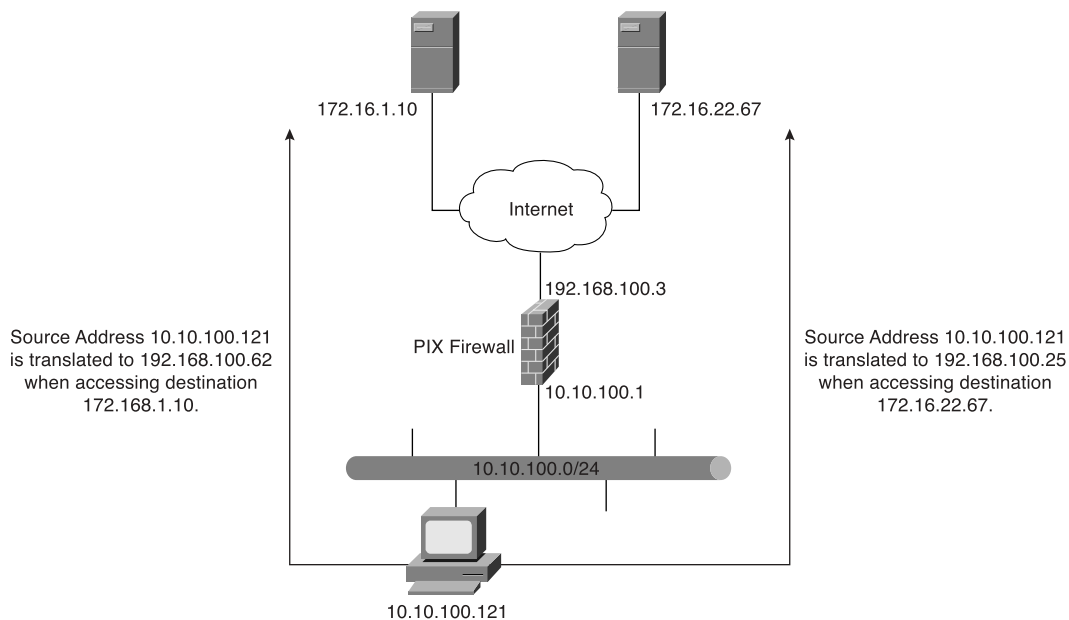 172.16.1.10
172.16.22.67
Internet
192.168.100.3
PIX Firewall
10.10.100.1
Source Address 10.10.100.121
is translated to 192.168.100.62
when accessing destination
172.168.1.10.
Source Address 10.10.100.121
is translated to 192.168.100.25
when accessing destination
172.16.22.67.
10.10.100.0/24
10.10.100.121